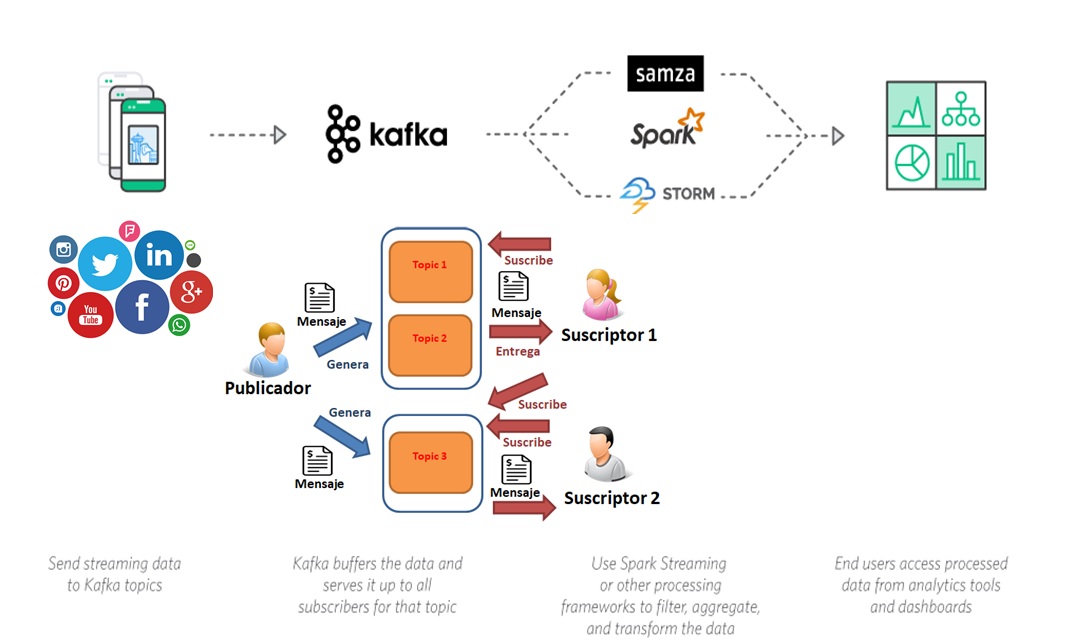 samza
kafka
Spark
STORM
in
f
g+
You
Tube
Topic 1
Suscribe
$
Mensaje
$
Mensaje
Topic 2
Entrega
Suscriptor 1
Genera
Publicador
Suscribe
Genera
Suscribe
Topic 3
$
Mensaje
$
Mensaje
Suscriptor 2
Send streaming data
to Kafka topics
Kafka buffers the data and
serves it up to all
subscribers for that topic
Use Spark Streaming
or other processing
frameworks to filter, aggregate,
and transform the data
End users access processed
data from analytics tools
and dashboards